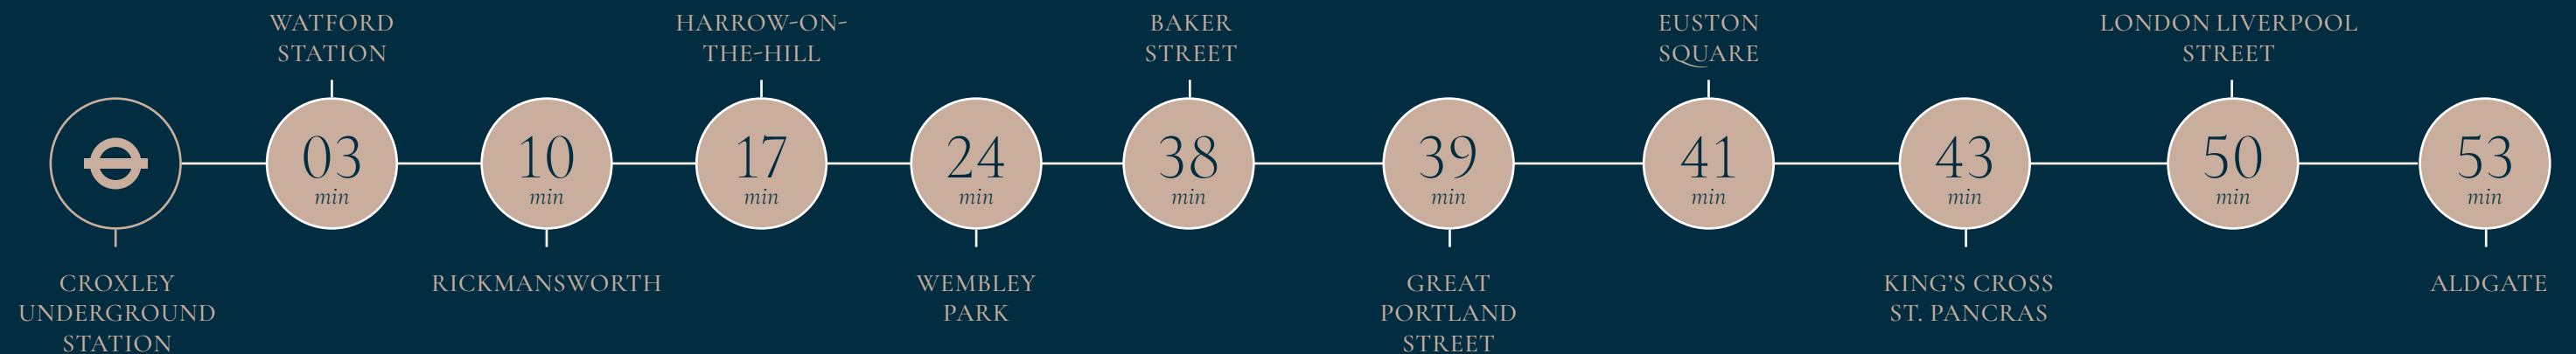 WATFORD
STATION
HARROW-ON-
THE-HILL
BAKER
STREET
EUSTON
SQUARE
LONDON LIVERPOOL
STREET
03
min
10
min
17
min
24
min
38
min
39
min
41
min
43
min
50
min
53
min
CROXLEY
UNDERGROUND
STATION
RICKMANSWORTH
WEMBLEY
PARK
GREAT
PORTLAND
STREET
KING'S CROSS
ST. PANCRAS
ALDGATE